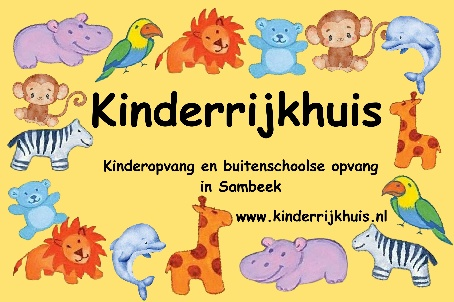 Kinderrijkhuis
Kinderopvang en buitenschoolse opvang
in Sambeek
www.kinderrijkhuis.nl